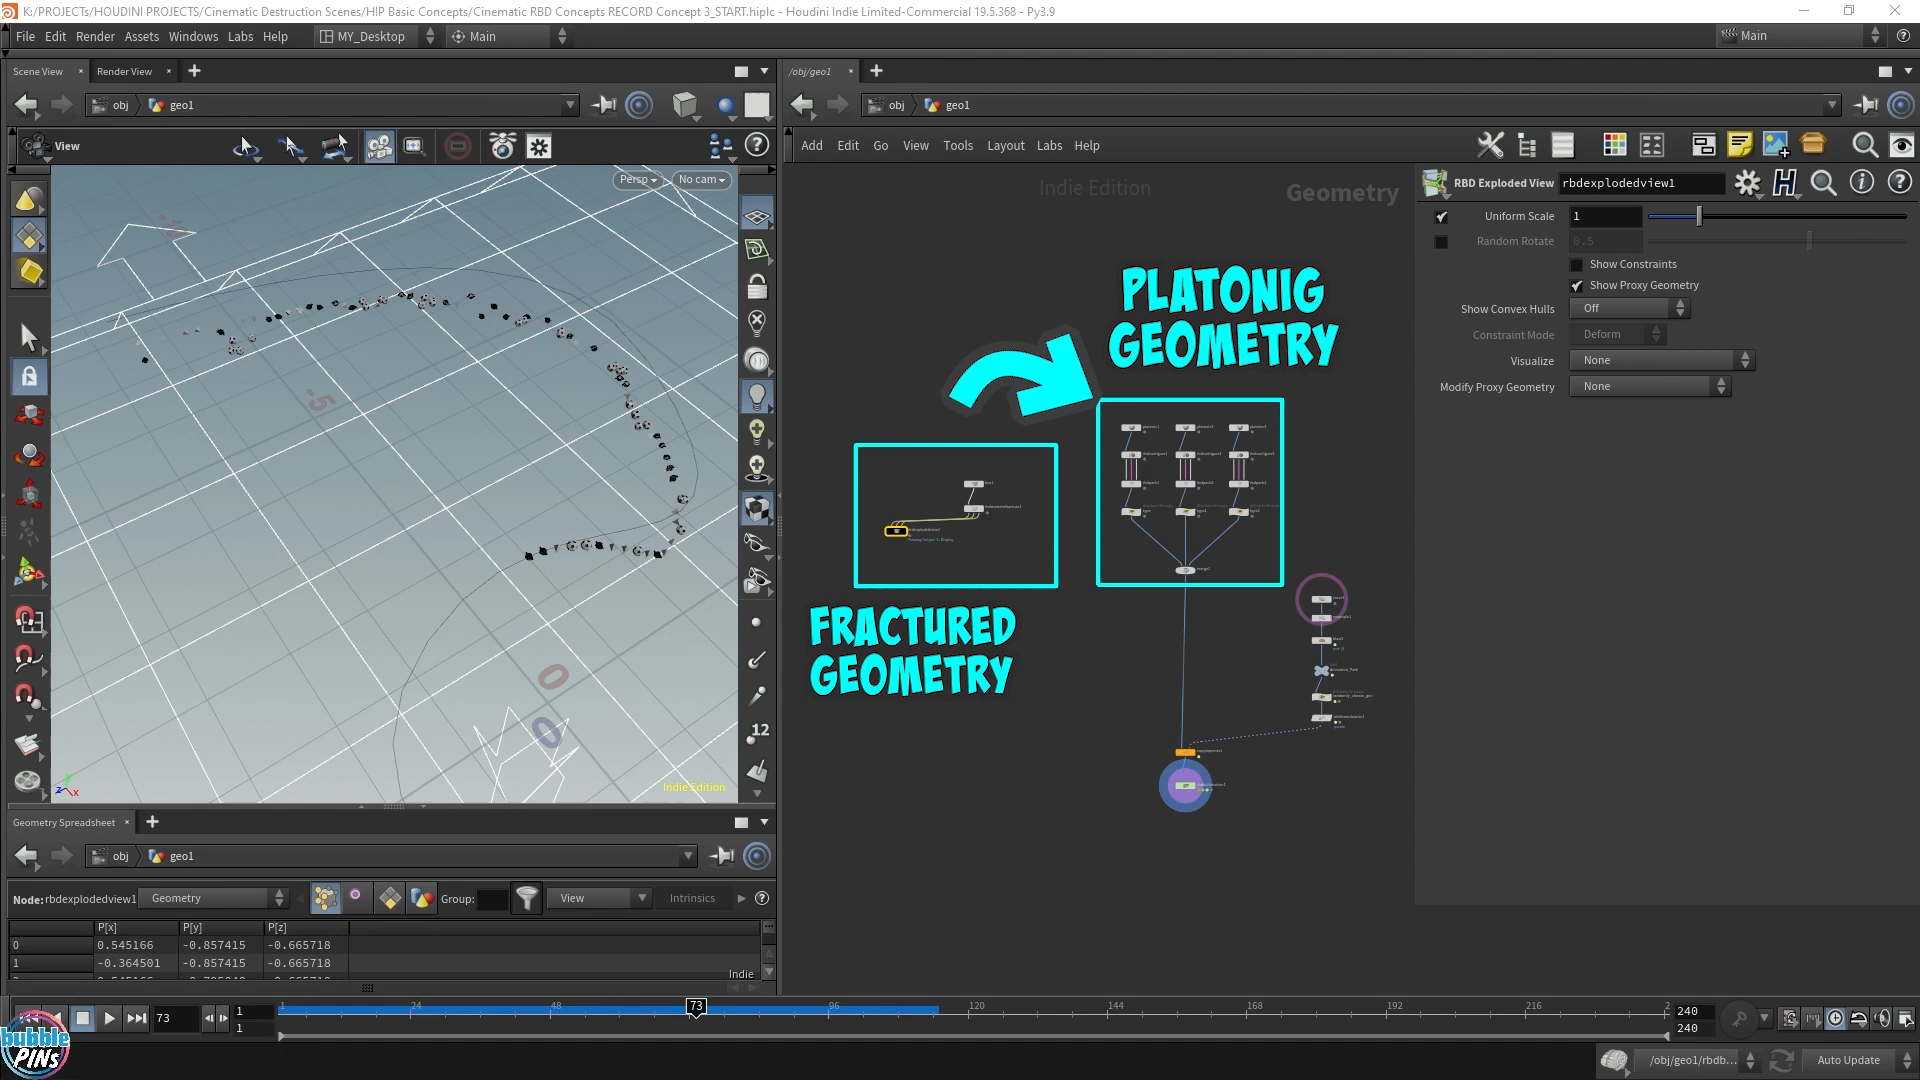 K:/PROJECTs/HOUDINI PROJECTS/Cinematic Destruction Scenes/HIP Basic Concepts/Cinematic RBD Concepts RECORD Concept 3_START.hiplc - Houdini Indie Limited-Commercial 19.5.368 - Py3.9
File Edit Render Assets Windows Labs Help MY_Desktop Main Main
Scene View Render View /obj/geo1
obj geo1 obj geo1
View Add Edit Go View Tools Layout Labs Help
Persp No cam
Indie Edition Geometry
RBD Exploded View rbdexplodedview1
Uniform Scale 1
Random Rotate 0.5
Show Constraints
Show Proxy Geometry
Show Convex Hulls Off
Constraint Mode Deform
Visualize None
Modify Proxy Geometry None
PLATONIG
GEOMETRY
FRACTURED
GEOMETRY
-5
0
0
12
Indie Edition
z x
Geometry Spreadsheet
obj geo1
Node: rbdexplodedview1 Geometry Group: View Intrinsics
P[x] P[y] P[z]
0 0.545166 -0.857415 -0.665718
1 -0.364501 -0.857415 -0.665718
Indie
73 1 1 24 48 73 96 120 144 168 192 216 2 240
1 240
bubble
PINs
/obj/geo1/rbdb... Auto Update